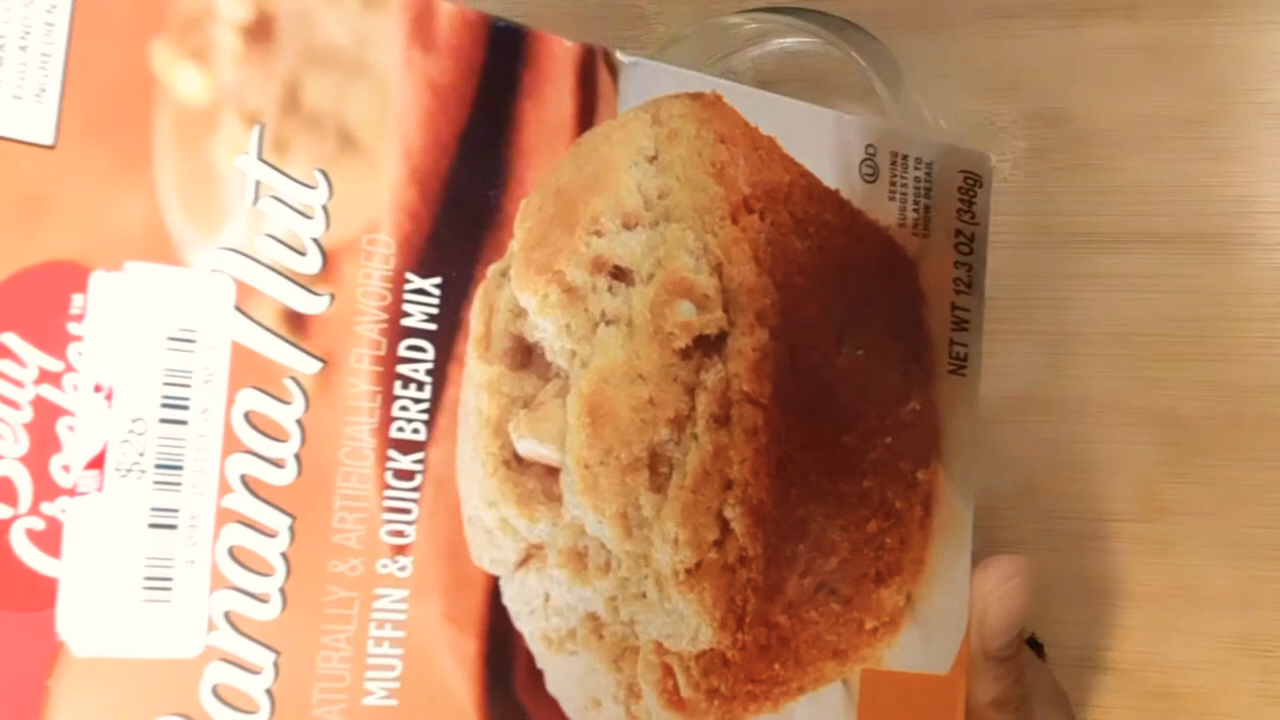 Betty
Crocker™
$28
Banana Nut
NATURALLY & ARTIFICIALLY FLAVORED
MUFFIN & QUICK BREAD MIX
U D
SERVING
SUGGESTION
ENLARGED TO
SHOW DETAIL
NET WT 12.3 OZ (348g)